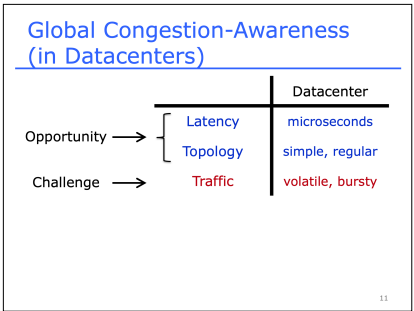 Global Congestion-Awareness
(in Datacenters)
Datacenter
Opportunity
Latency
microseconds
Topology
simple, regular
Challenge
Traffic
volatile, bursty
11